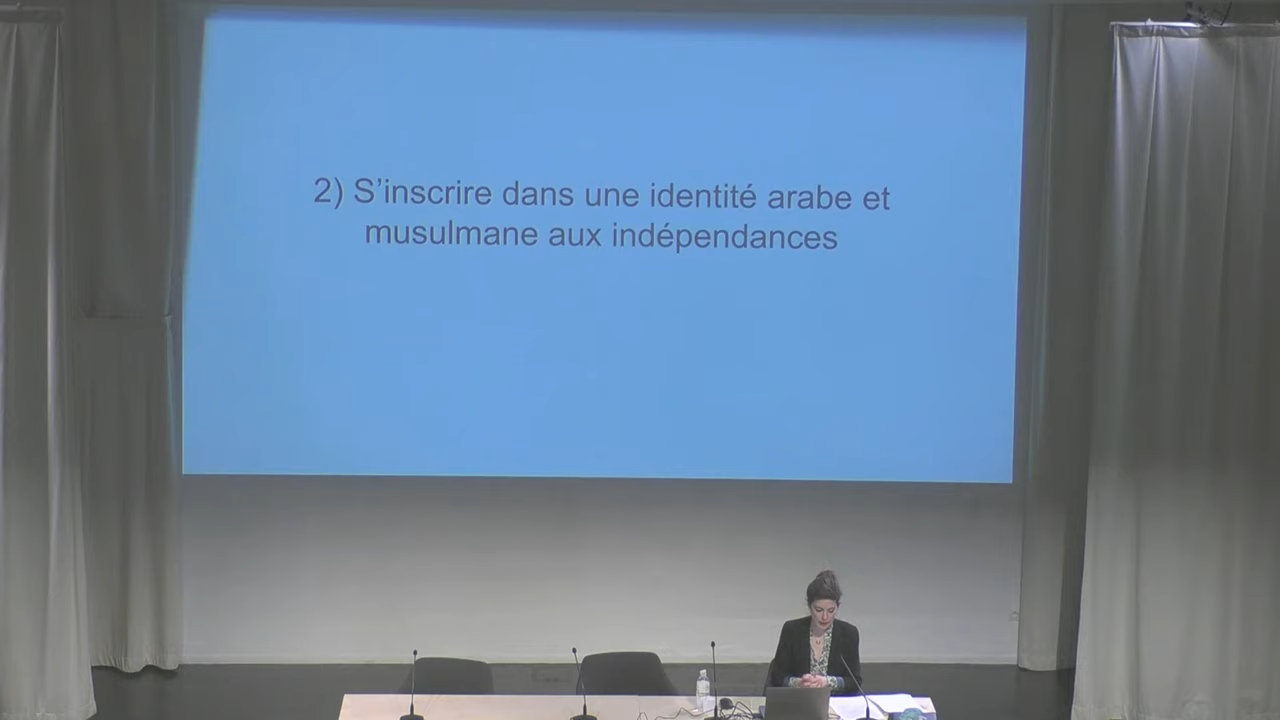 2) S’inscrire dans une identité arabe et
musulmane aux indépendances